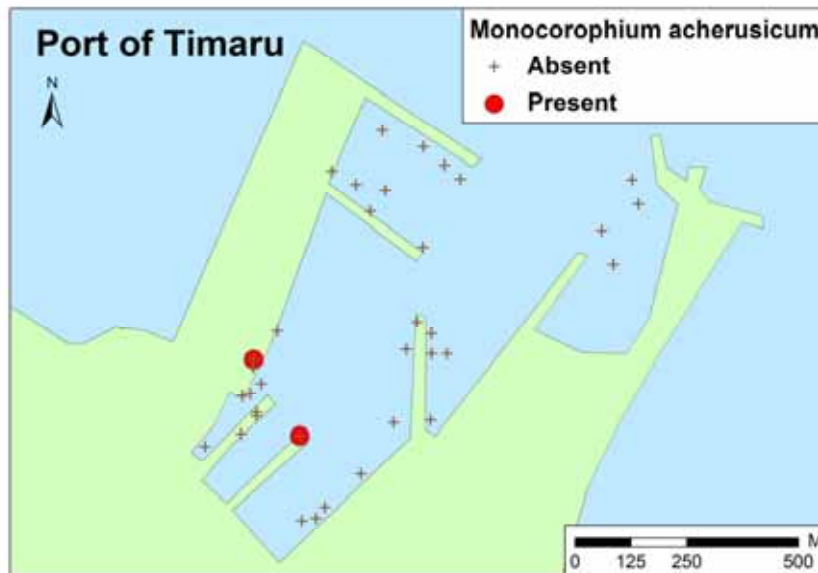 Port of Timaru
N
Monocorophium acherusicum
Absent
Present
M
0 125 250 500